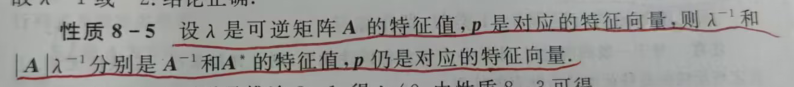 性质 8-5 设 λ 是可逆矩阵 A 的特征值,p 是对应的特征向量,则 λ⁻¹和
|A|λ⁻¹分别是 A⁻¹和A*的特征值,p 仍是对应的特征向量.